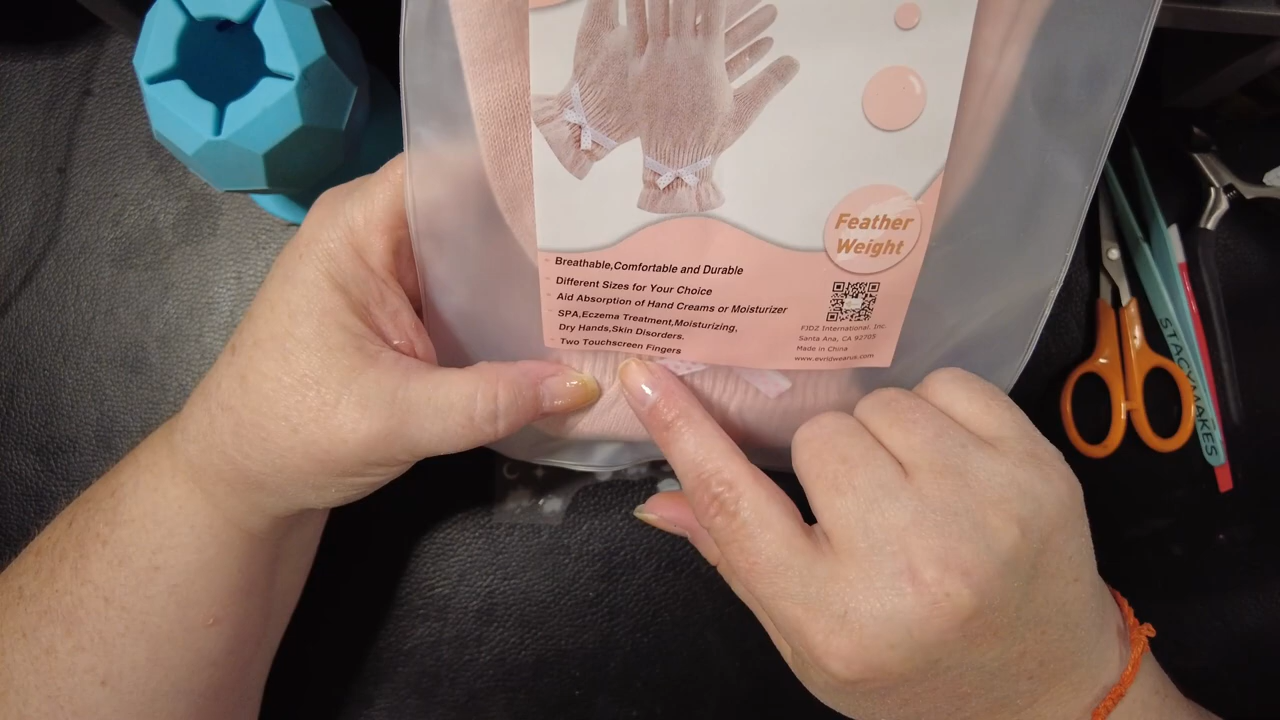 Feather
Weight
Breathable,Comfortable and Durable
Different Sizes for Your Choice
Aid Absorption of Hand Creams or Moisturizer
SPA,Eczema Treatment,Moisturizing,
Dry Hands,Skin Disorders.
Two Touchscreen Fingers
FJDZ International. Inc.
Santa Ana, CA 92705
Made in China
www.evridwearus.com
STACYMAKES